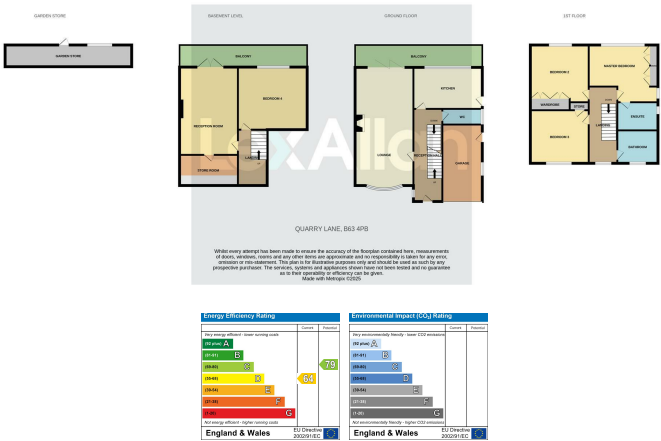 GARDEN STORE
BASEMENT LEVEL
GROUND FLOOR
1ST FLOOR
GARDEN STORE
BALCONY
RECEPTION ROOM
BEDROOM 4
LANDING
STORE ROOM
BALCONY
KITCHEN
WC
LOUNGE
RECEPTION HALL
GARAGE
BEDROOM 2
MASTER BEDROOM
WARDROBE
STORE
LANDING
ENSUITE
BEDROOM 3
BATHROOM
LexAllan
QUARRY LANE, B63 4PB
Whilst every attempt has been made to ensure the accuracy of the floorplan contained here, measurements
of doors, windows, rooms and any other items are approximate and no responsibility is taken for any error,
omission or mis-statement. This plan is for illustrative purposes only and should be used as such by any
prospective purchaser. The services, systems and appliances shown have not been tested and no guarantee
as to their operability or efficiency can be given.
Made with Metropix ©2025
Energy Efficiency Rating
Current Potential
Very energy efficient - lower running costs
(92 plus) A
(81-91) B
(69-80) C
(55-68) D
(39-54) E
(21-38) F
(1-20) G
64
79
Not energy efficient - higher running costs
England & Wales
EU Directive
2002/91/EC
Environmental Impact (CO₂) Rating
Current Potential
Very environmentally friendly - lower CO2 emissions
(92 plus) A
(81-91) B
(69-80) C
(55-68) D
(39-54) E
(21-38) F
(1-20) G
Not environmentally friendly - higher CO2 emissions
England & Wales
EU Directive
2002/91/EC